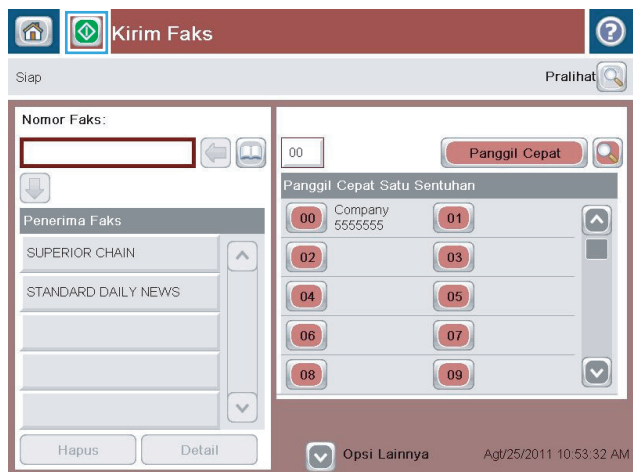 Kirim Faks
Siap
Pralihat
Nomor Faks:
Penerima Faks
SUPERIOR CHAIN
STANDARD DAILY NEWS
Hapus
Detail
00
Panggil Cepat
Panggil Cepat Satu Sentuhan
00
Company
5555555
01
02
03
04
05
06
07
08
09
Opsi Lainnya
Agt/25/2011 10:53:32 AM